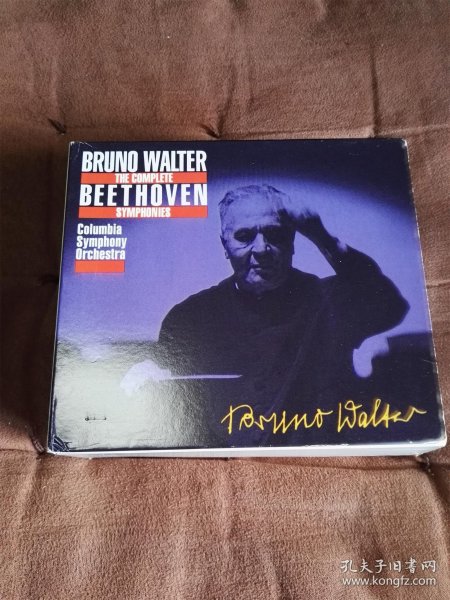 BRUNO WALTER
THE COMPLETE
BEETHOVEN
SYMPHONIES
Columbia
Symphony
Orchestra
Bruno Walter
孔夫子旧书网
www.kongfz.com